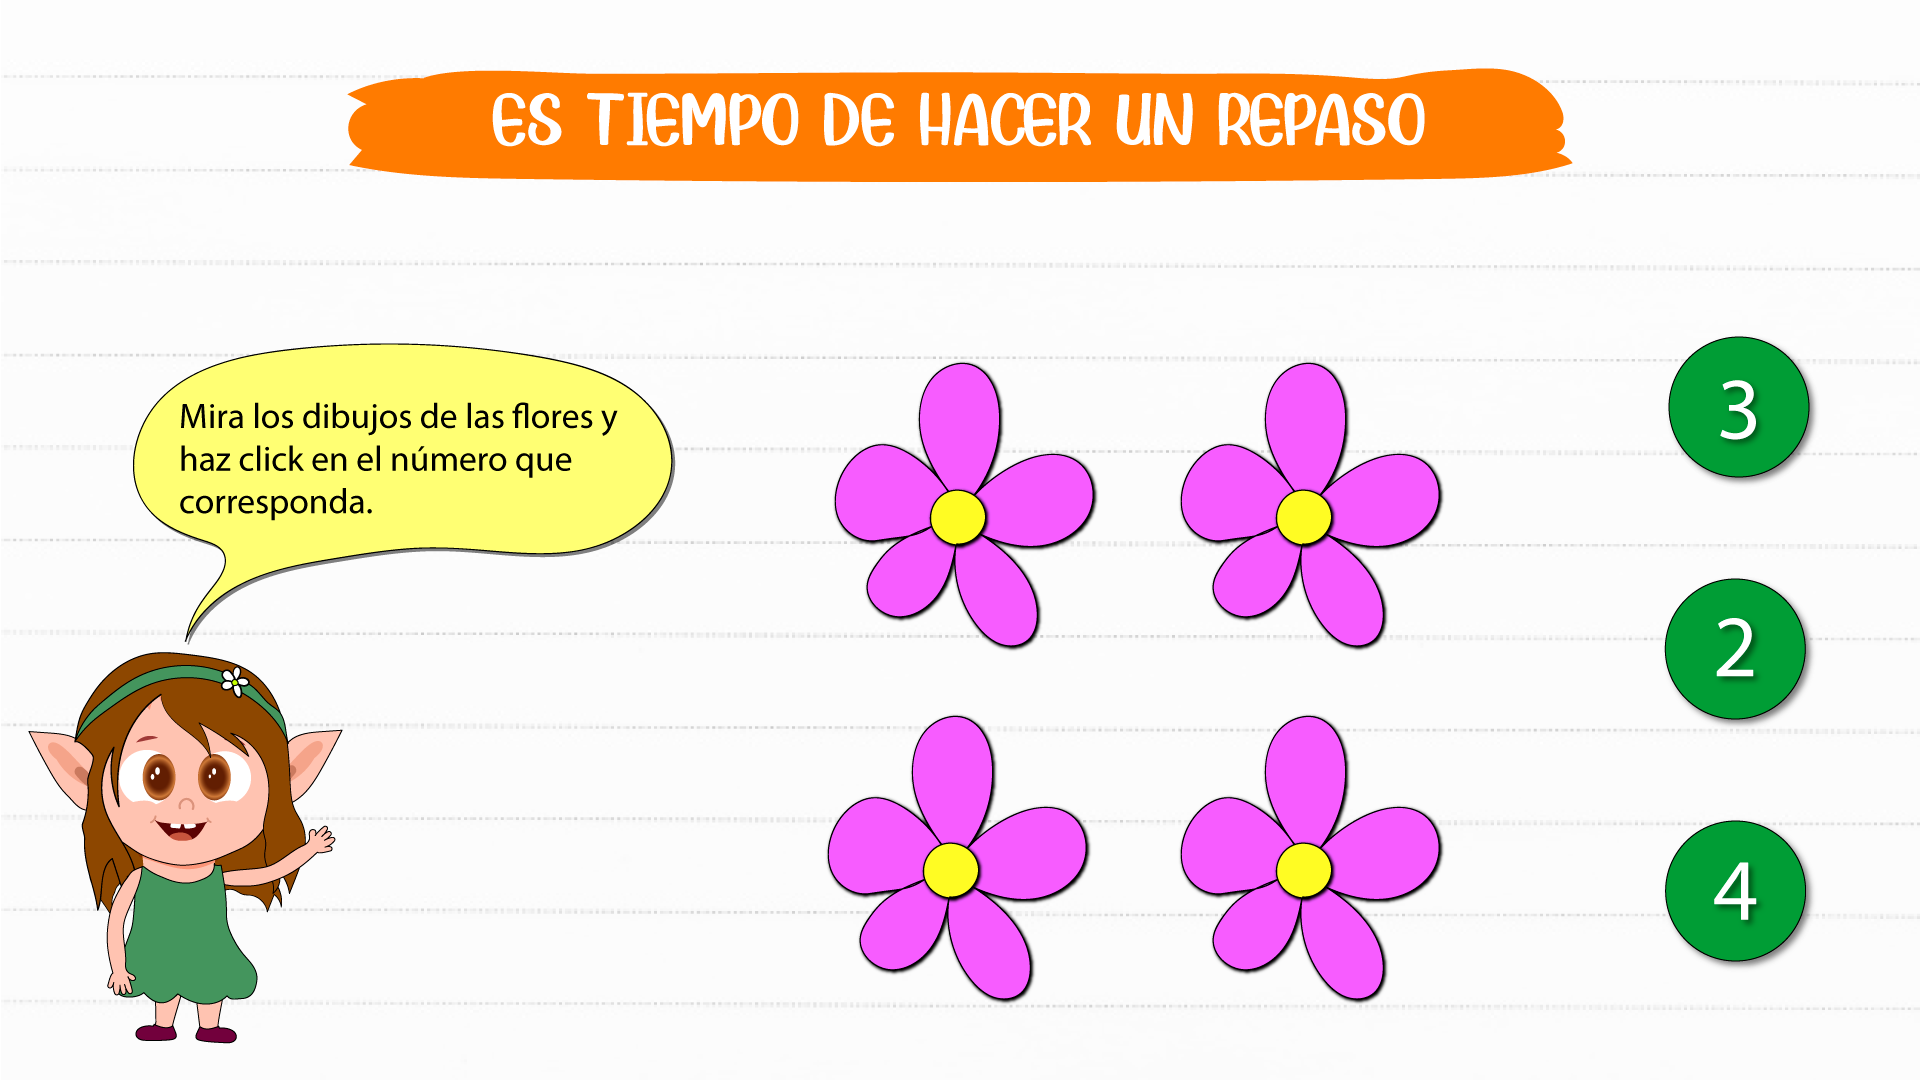 ES TIEMPO DE HACER UN REPASO
Mira los dibujos de las flores y
haz click en el número que
corresponda.
3
2
4